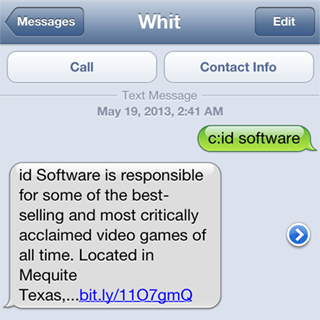 Messages
Whit
Edit
Call
Contact Info
Text Message
May 19, 2013, 2:41 AM
c:id software
id Software is responsible
for some of the best-
selling and most critically
acclaimed video games of
all time. Located in
Mequite
Texas,...bit.ly/11O7gmQ